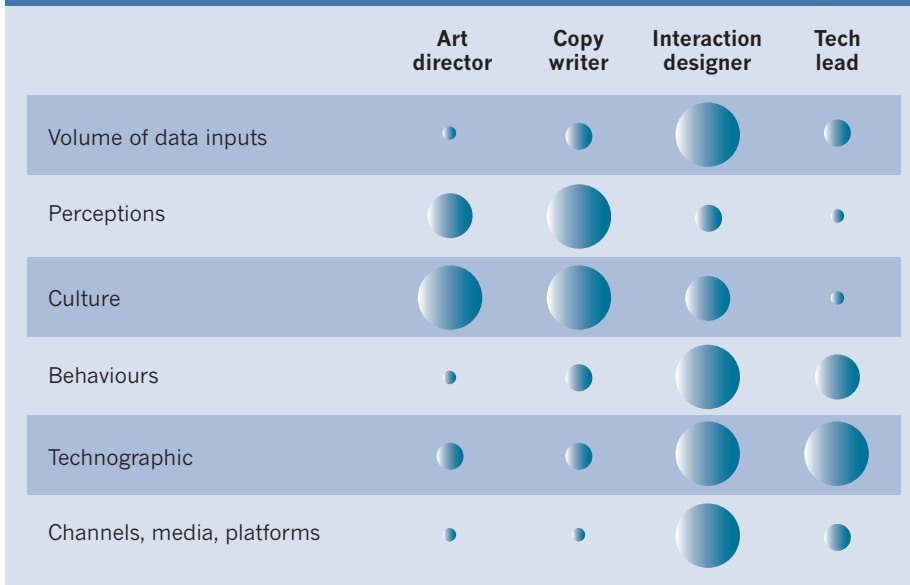 Art director
Copy writer
Interaction designer
Tech lead
Volume of data inputs
Perceptions
Culture
Behaviours
Technographic
Channels, media, platforms